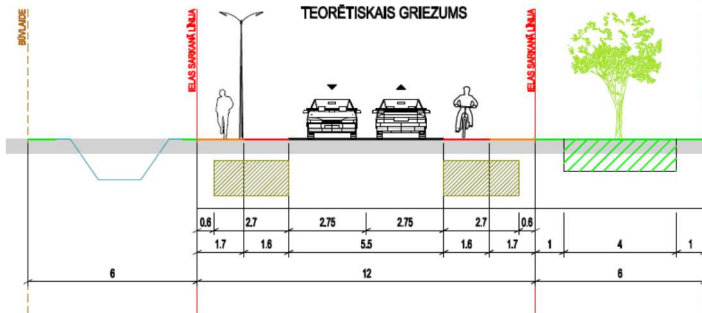 TEORĒTISKAIS GRIEZUMS
BŪVLAIDE
IELAS SARKANĀ LĪNIJA
IELAS SARKANĀ LĪNIJA
0.6 2.7 2.75 2.75 2.7 0.6
1.7 1.6 5.5 1.6 1.7 1 4 1
6 12 6